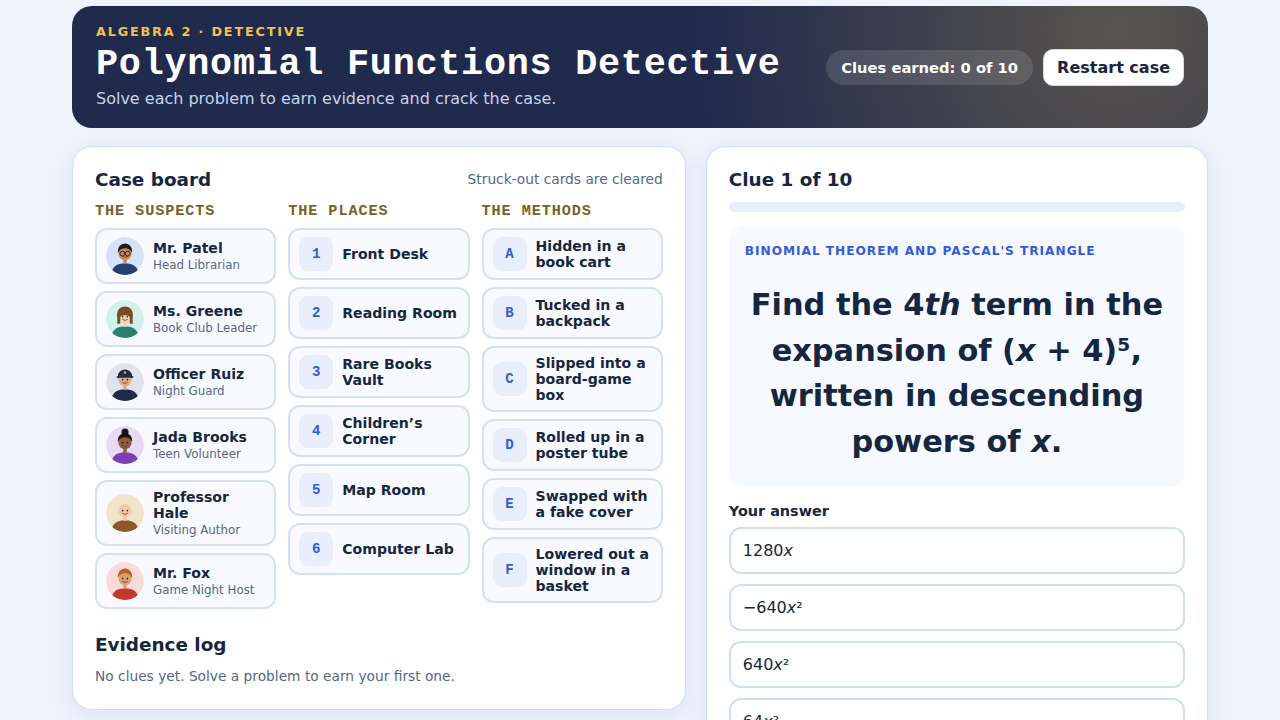 ALGEBRA 2 · DETECTIVE
Polynomial Functions Detective
Solve each problem to earn evidence and crack the case.
Clues earned: 0 of 10
Restart case
Case board
Struck-out cards are cleared
THE SUSPECTS
Mr. Patel
Head Librarian
Ms. Greene
Book Club Leader
Officer Ruiz
Night Guard
Jada Brooks
Teen Volunteer
Professor
Hale
Visiting Author
Mr. Fox
Game Night Host
THE PLACES
1 Front Desk
2 Reading Room
3 Rare Books
Vault
4 Children’s
Corner
5 Map Room
6 Computer Lab
THE METHODS
A Hidden in a
book cart
B Tucked in a
backpack
C Slipped into a
board-game
box
D Rolled up in a
poster tube
E Swapped with
a fake cover
F Lowered out a
window in a
basket
Evidence log
No clues yet. Solve a problem to earn your first one.
Clue 1 of 10
BINOMIAL THEOREM AND PASCAL'S TRIANGLE
Find the 4th term in the
expansion of (x + 4)⁵,
written in descending
powers of x.
Your answer
1280x
−640x²
640x²
64x²